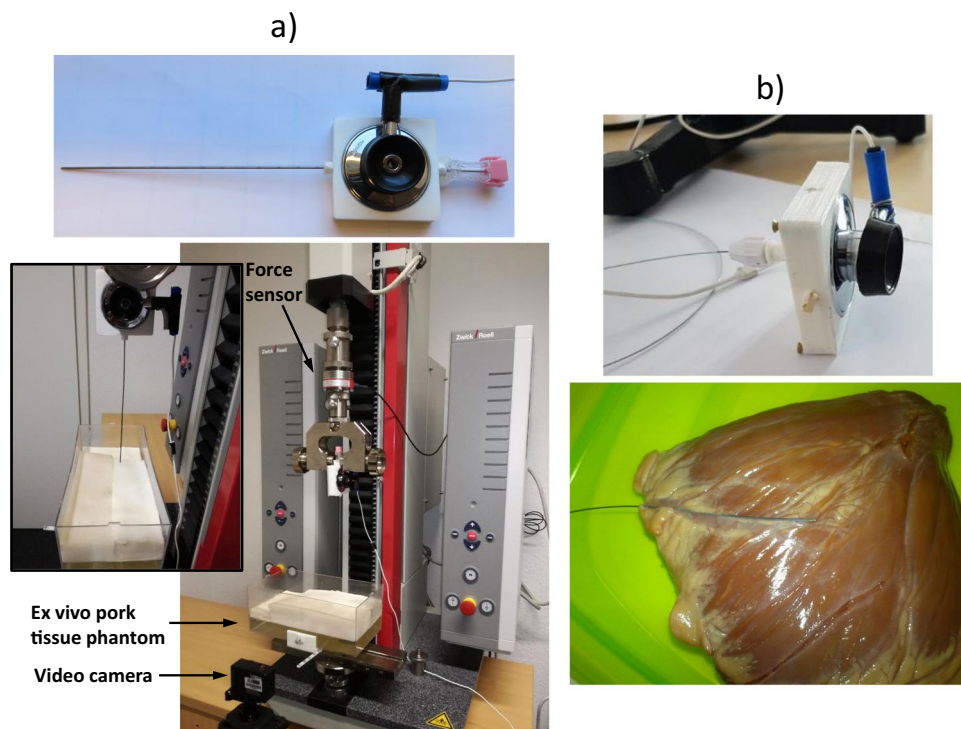 a)
b)
Force
sensor
Zwick / Roell
Zwick / Roell
Ex vivo pork
tissue phantom
Video camera